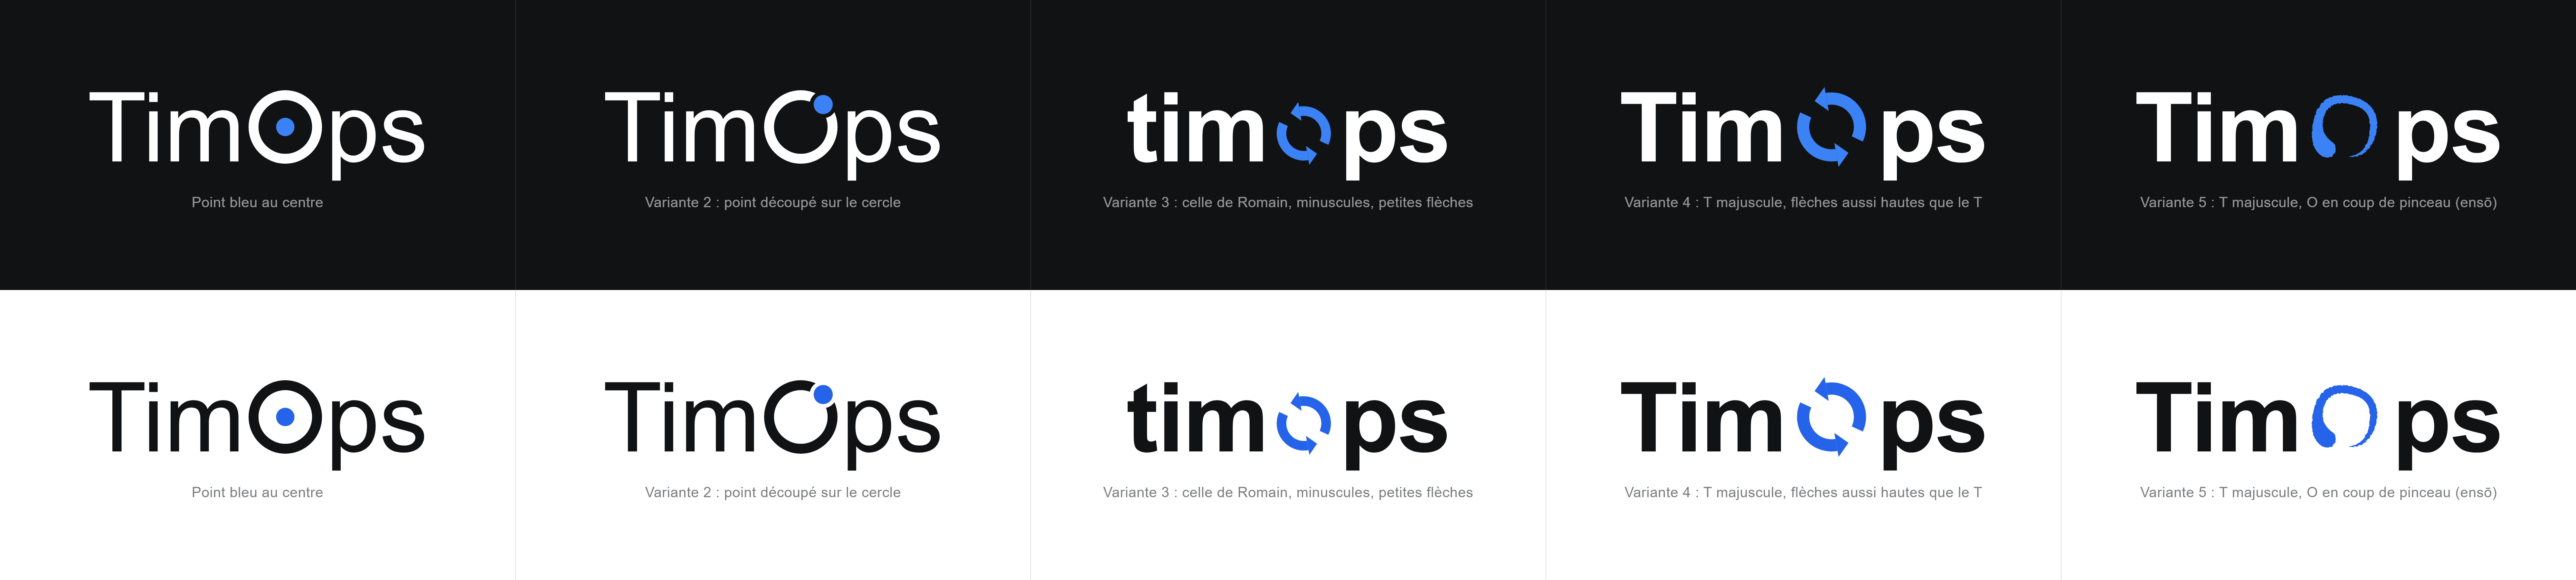 TimOps
Point bleu au centre
TimOps
Variante 2 : point découpé sur le cercle
timops
Variante 3 : celle de Romain, minuscules, petites flèches
TimOps
Variante 4 : T majuscule, flèches aussi hautes que le T
TimOps
Variante 5 : T majuscule, O en coup de pinceau (ensō)
TimOps
Point bleu au centre
TimOps
Variante 2 : point découpé sur le cercle
timops
Variante 3 : celle de Romain, minuscules, petites flèches
TimOps
Variante 4 : T majuscule, flèches aussi hautes que le T
TimOps
Variante 5 : T majuscule, O en coup de pinceau (ensō)